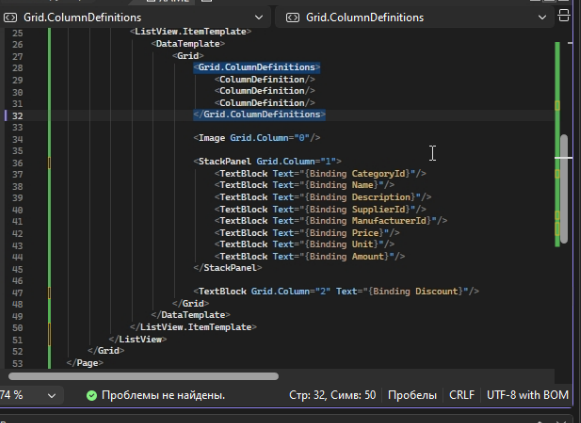 Grid.ColumnDefinitions Grid.ColumnDefinitions
25 <ListView.ItemTemplate>
26 <DataTemplate>
27 <Grid>
28 <Grid.ColumnDefinitions>
29 <ColumnDefinition/>
30 <ColumnDefinition/>
31 <ColumnDefinition/>
32 </Grid.ColumnDefinitions>
33
34 <Image Grid.Column="0"/>
35
36 <StackPanel Grid.Column="1">
37 <TextBlock Text="{Binding CategoryId}"/>
38 <TextBlock Text="{Binding Name}"/>
39 <TextBlock Text="{Binding Description}"/>
40 <TextBlock Text="{Binding SupplierId}"/>
41 <TextBlock Text="{Binding ManufacturerId}"/>
42 <TextBlock Text="{Binding Price}"/>
43 <TextBlock Text="{Binding Unit}"/>
44 <TextBlock Text="{Binding Amount}"/>
45 </StackPanel>
46
47 <TextBlock Grid.Column="2" Text="{Binding Discount}"/>
48 </Grid>
49 </DataTemplate>
50 </ListView.ItemTemplate>
51 </ListView>
52 </Grid>
53 </Page>
74 % Проблемы не найдены. Стр: 32, Симв: 50 Пробелы CRLF UTF-8 with BOM